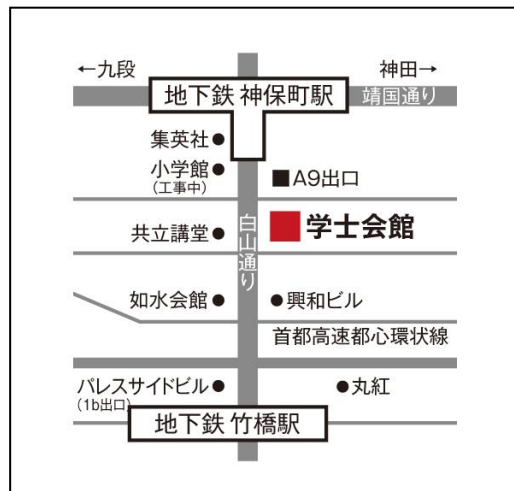 ←九段
神田→
地下鉄 神保町駅
靖国通り
集英社
小学館
(工事中)
A9出口
白山通り
学士会館
共立講堂
如水会館
興和ビル
首都高速都心環状線
パレスサイドビル
(1b出口)
丸紅
地下鉄 竹橋駅